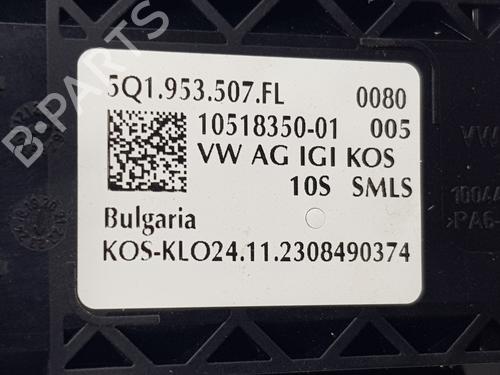 5Q1.953.507.FL 0080
10518350-01 005
VW AG IGI KOS
10S SMLS
Bulgaria
KOS-KLO24.11.2308490374
B-PARTS
VW